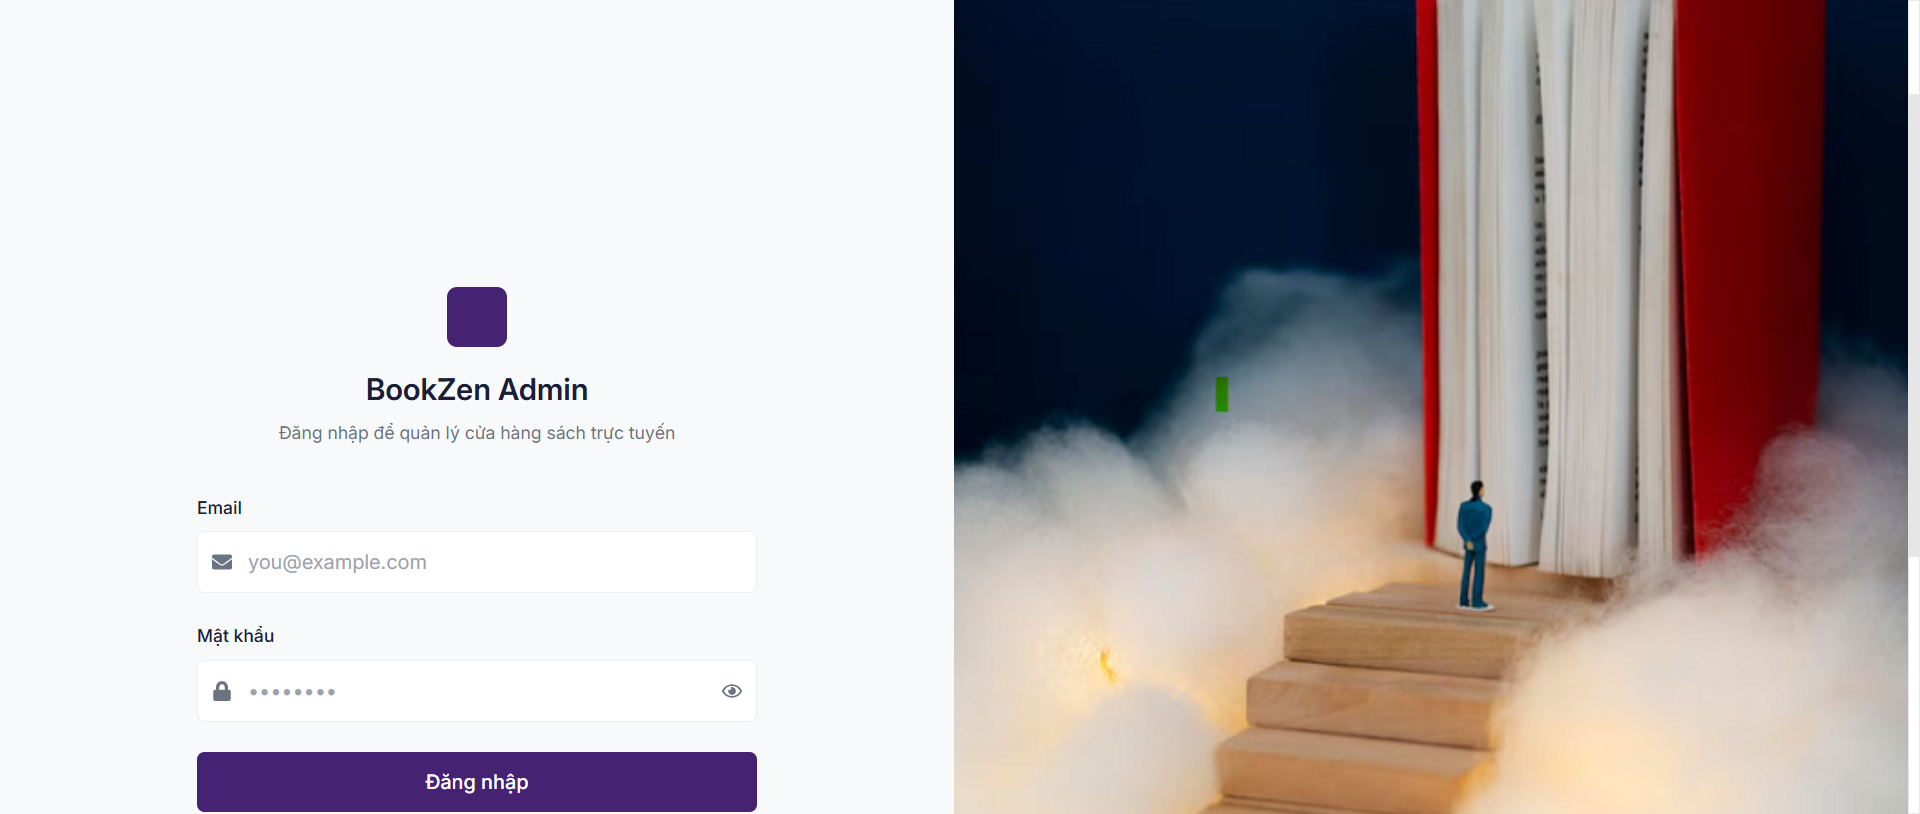 BookZen Admin
Đăng nhập để quản lý cửa hàng sách trực tuyến
Email
you@example.com
Mật khẩu
••••••••
Đăng nhập